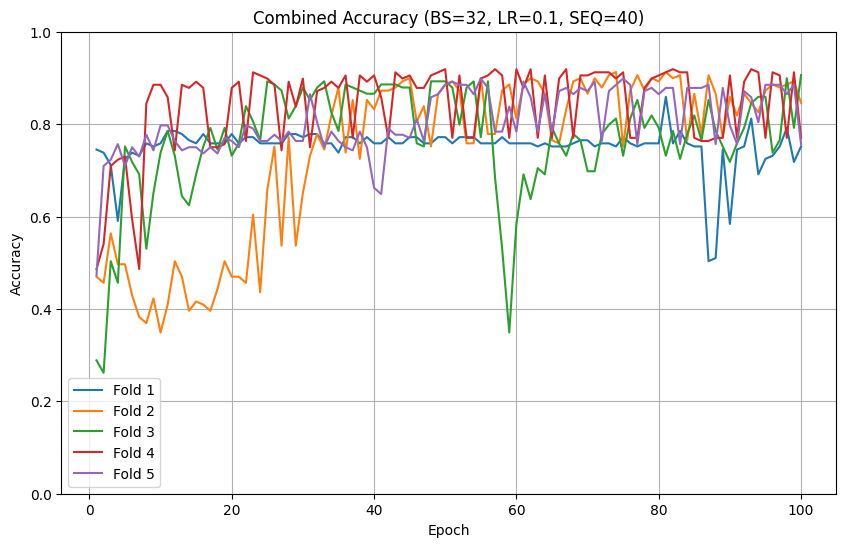 Combined Accuracy (BS=32, LR=0.1, SEQ=40)
1.0
0.8
0.6
0.4
0.2
0.0
Accuracy
Fold 1
Fold 2
Fold 3
Fold 4
Fold 5
0 20 40 60 80 100
Epoch